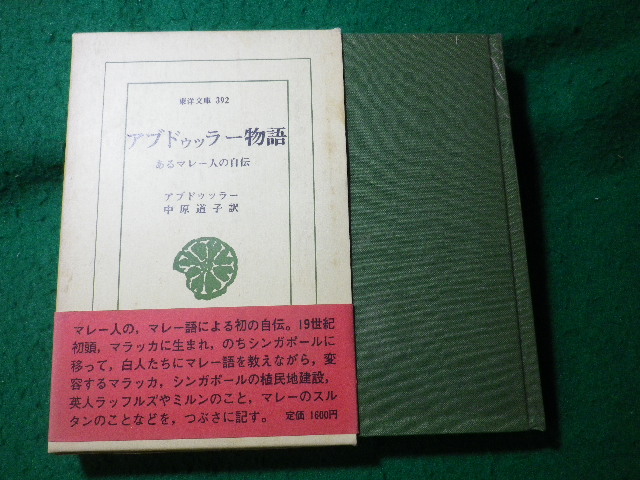 東洋文庫 392
アブドゥッラー物語
あるマレー人の自伝
アブドゥッラー
中原道子訳
マレー人の，マレー語による初の自伝。19世紀
初頭，マラッカに生まれ，のちシンガポールに
移って，白人たちにマレー語を教えながら，変
容するマラッカ，シンガポールの植民地建設，
英人ラッフルズやミルンのこと，マレーのスル
タンのことなどを，つぶさに記す。 定価 1600円